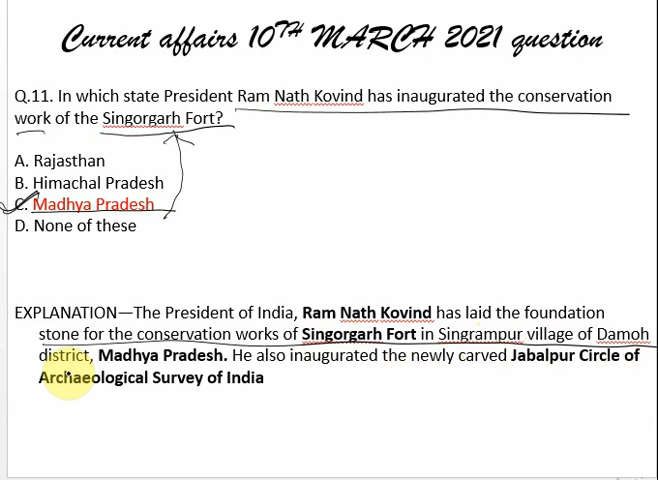 Current affairs 10TH MARCH 2021 question
Q.11. In which state President Ram Nath Kovind has inaugurated the conservation
work of the Singorgarh Fort?
A. Rajasthan
B. Himachal Pradesh
C. Madhya Pradesh
D. None of these
EXPLANATION—The President of India, Ram Nath Kovind has laid the foundation
stone for the conservation works of Singorgarh Fort in Singrampur village of Damoh
district, Madhya Pradesh. He also inaugurated the newly carved Jabalpur Circle of
Archaeological Survey of India